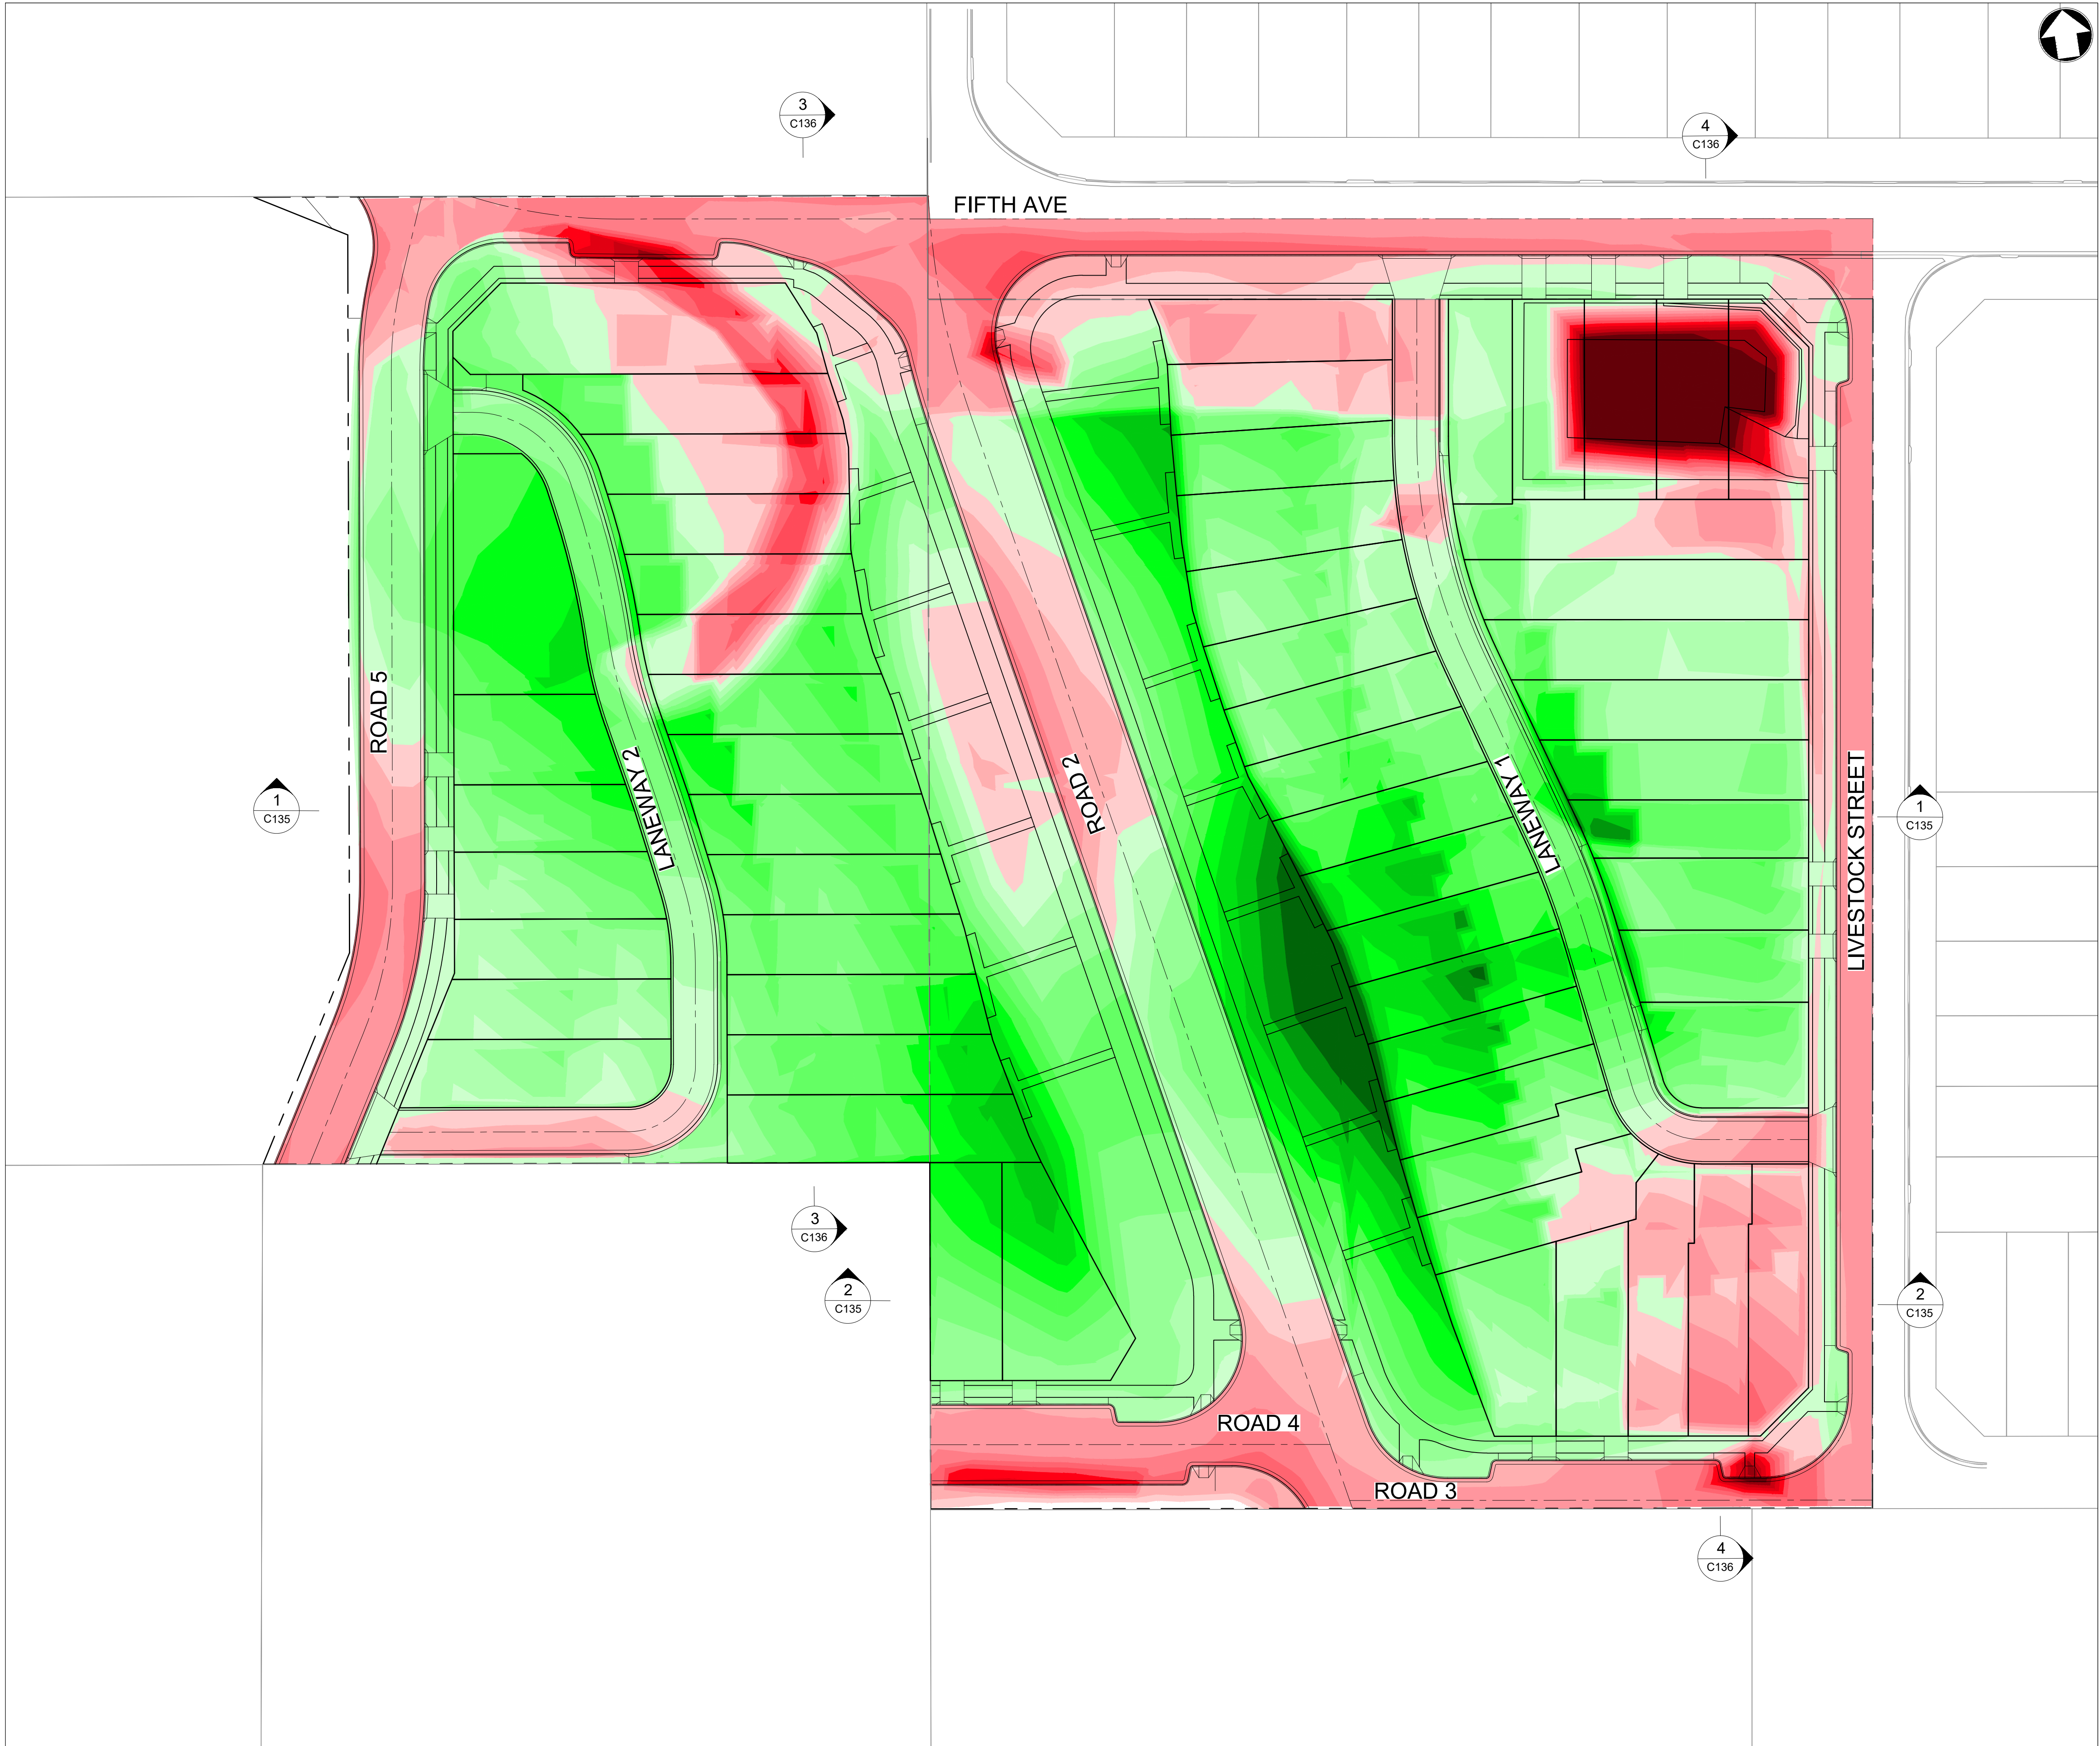 3
C136
4
C136
FIFTH AVE
ROAD 5
LANEWAY 2
ROAD 2
LANEWAY 1
LIVESTOCK STREET
1
C135
1
C135
3
C136
2
C135
2
C135
ROAD 4
ROAD 3
4
C136